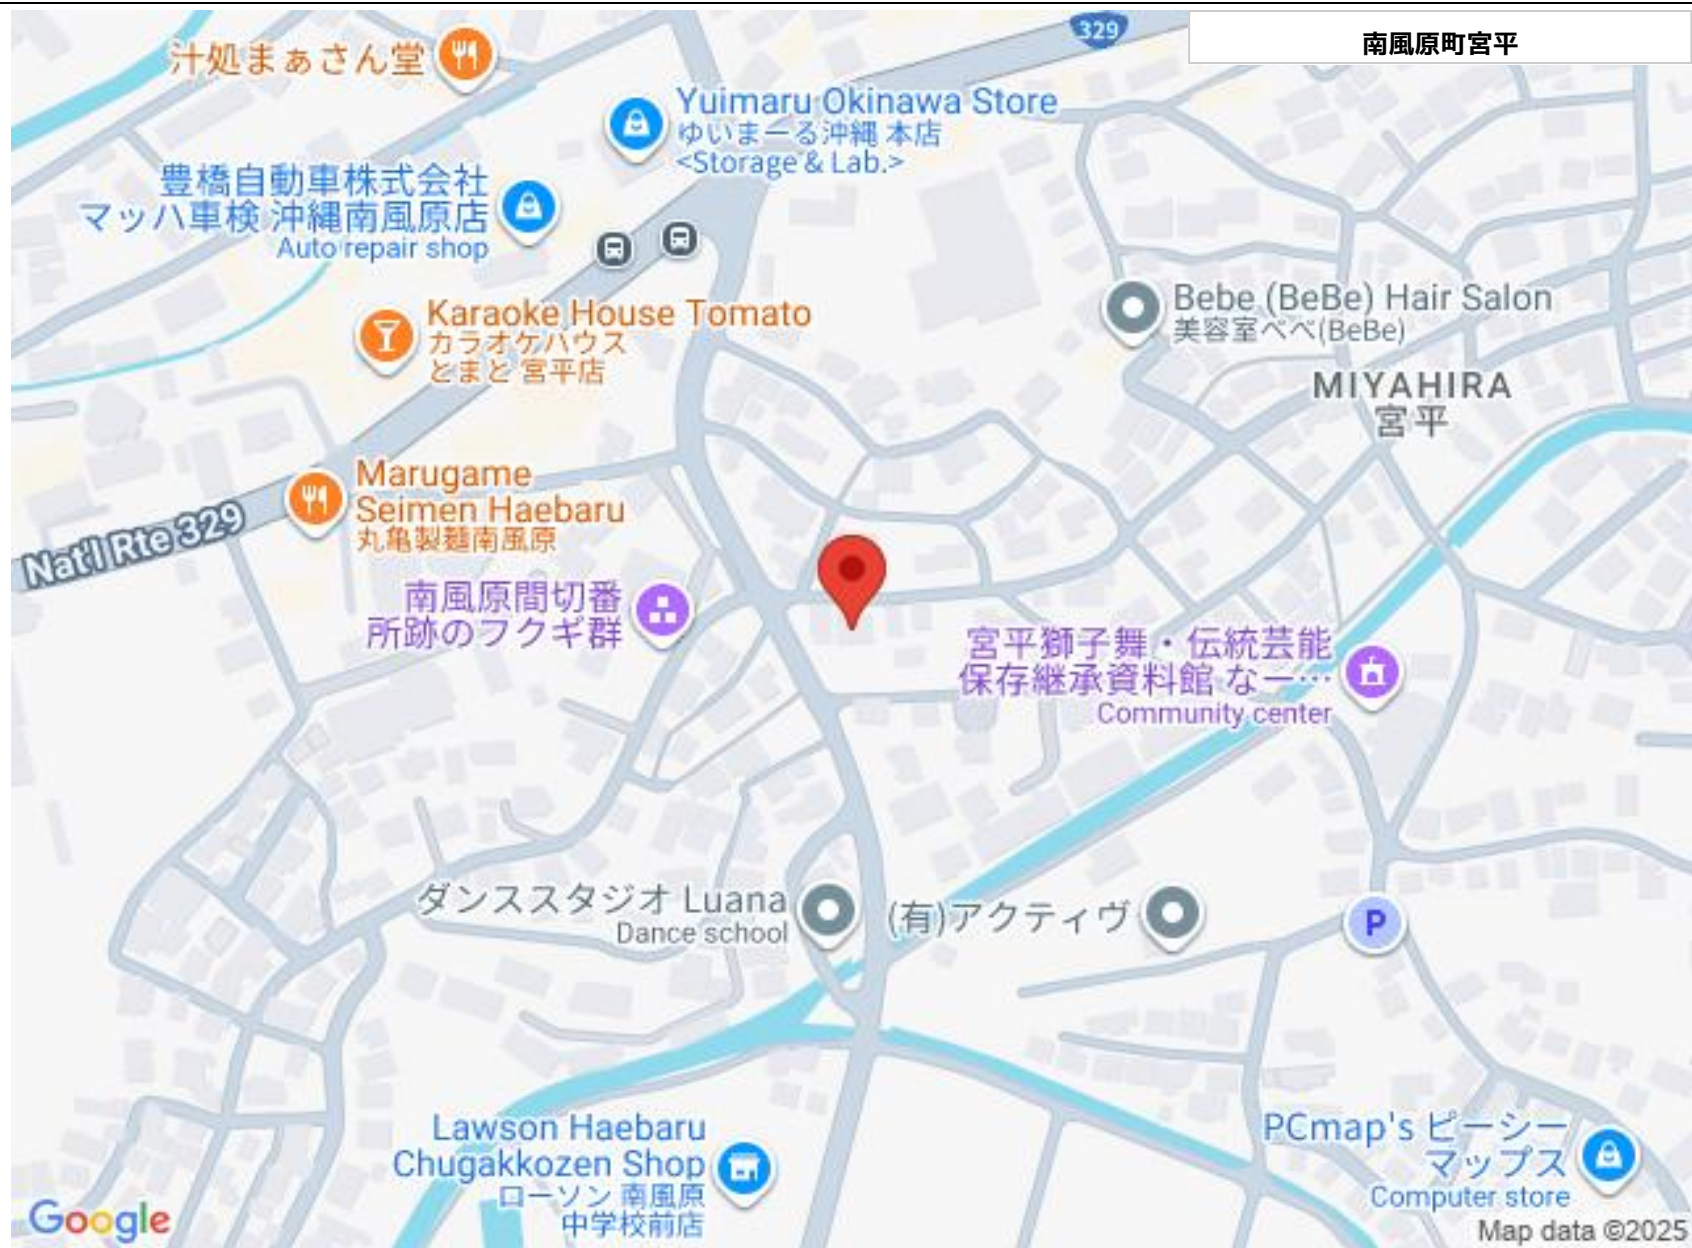 329
南風原町宮平
汁処まぁさん堂
Yuimaru Okinawa Store
ゆいまーる沖縄 本店
<Storage & Lab.>
豊橋自動車株式会社
マッハ車検 沖縄南風原店
Auto repair shop
Karaoke House Tomato
カラオケハウス
とまと 宮平店
Bebe (BeBe) Hair Salon
美容室べべ(BeBe)
MIYAHIRA
宮平
Marugame
Seimen Haebaru
丸亀製麺南風原
Nat'l Rte 329
南風原間切番
所跡のフクギ群
宮平獅子舞・伝統芸能
保存継承資料館 なー…
Community center
ダンススタジオ Luana
Dance school
(有)アクティヴ
P
Lawson Haebaru
Chugakkozen Shop
ローソン 南風原
中学校前店
PCmap's ピーシー
マップス
Computer store
Google
Map data ©2025